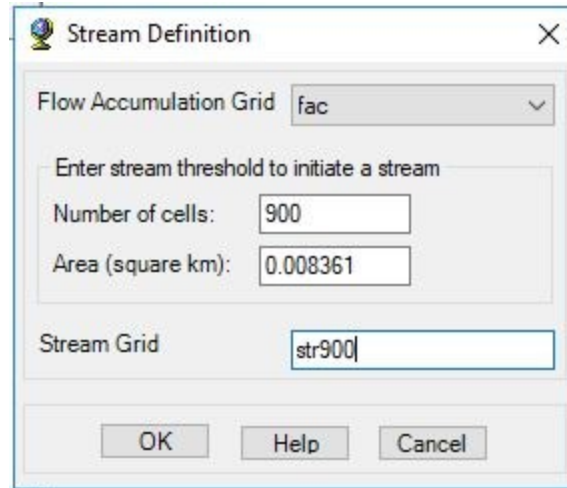 Stream Definition
Flow Accumulation Grid fac
Enter stream threshold to initiate a stream
Number of cells: 900
Area (square km): 0.008361
Stream Grid str900
OK Help Cancel